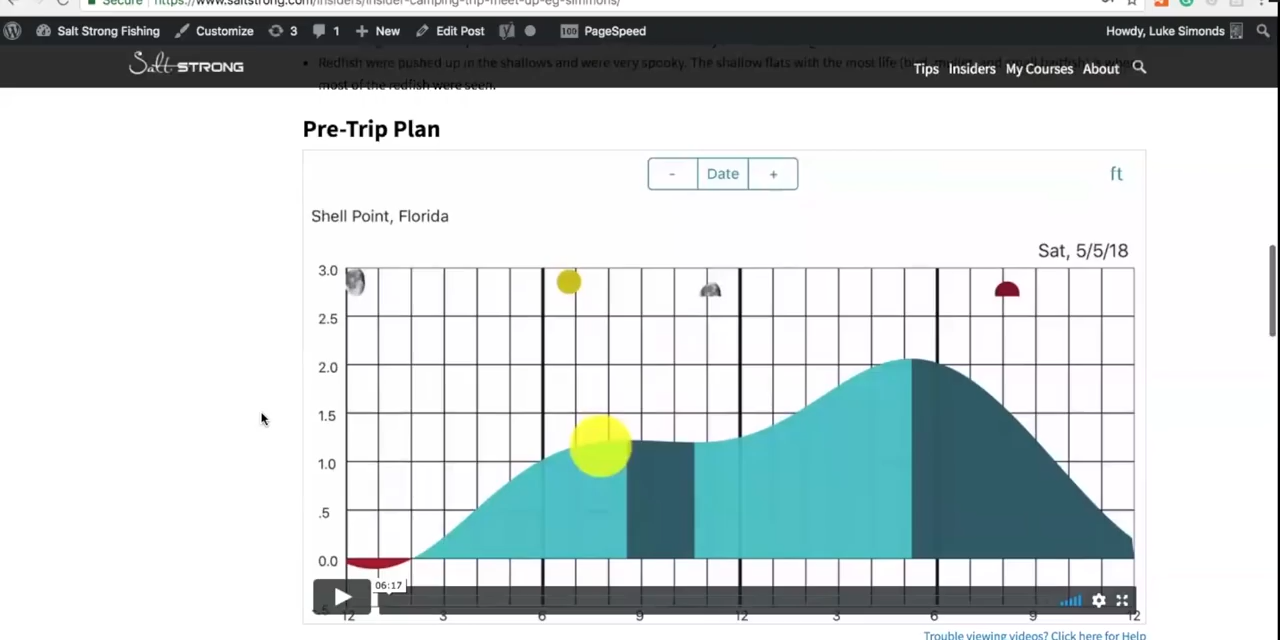 Secure https://www.saltstrong.com/insiders/insider-camping-trip-meet-up-eg-simmons/
Salt Strong Fishing Customize 3 1 New Edit Post 100 PageSpeed Howdy, Luke Simonds
Salt STRONG Tips Insiders My Courses About
Redfish were pushed up in the shallows and were very spooky. The shallow flats with the most life
most of the redfish were seen.
Pre-Trip Plan
- Date +
ft
Shell Point, Florida
Sat, 5/5/18
3.0
2.5
2.0
1.5
1.0
.5
0.0
06:17
12 3 6 9 12 3 6 9 12
Trouble viewing videos? Click here for Help